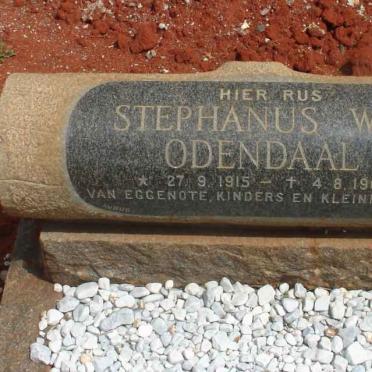 HIER RUS
STEPHANUS W
ODENDAAL
* 27.9.1915 - † 4.8.19
VAN EGGENOTE, KINDERS EN KLEIN